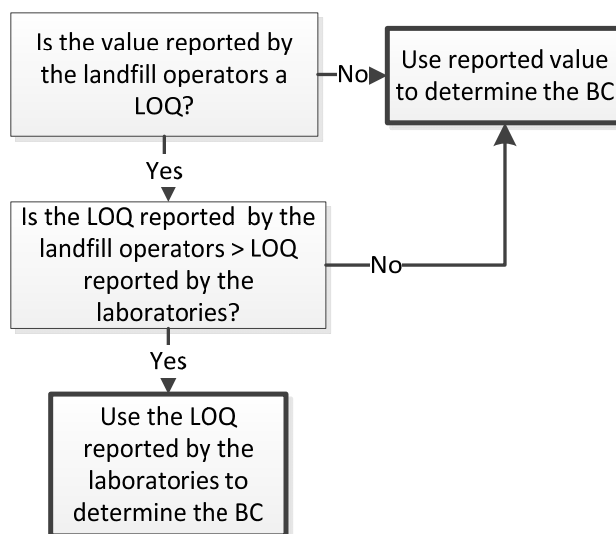 Is the value reported by
the landfill operators a
LOQ?
No
Use reported value
to determine the BC
Yes
Is the LOQ reported by the
landfill operators > LOQ
reported by the
laboratories?
No
Yes
Use the LOQ
reported by the
laboratories to
determine the BC